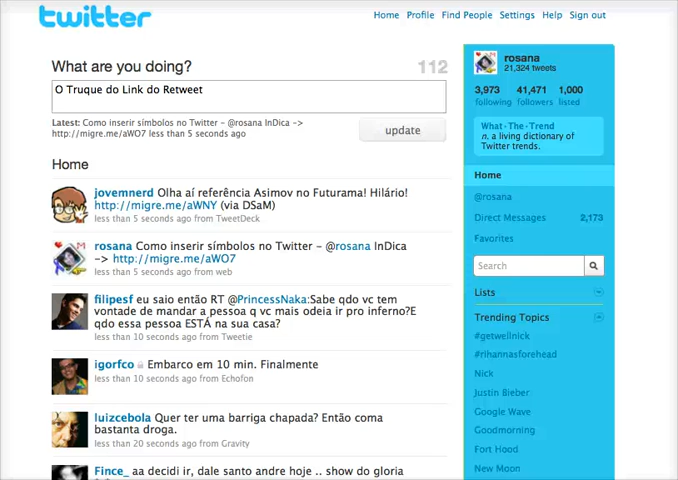 twitter
Home Profile Find People Settings Help Sign out
What are you doing?
112
O Truque do Link do Retweet
Latest: Como inserir símbolos no Twitter - @rosana InDica ->
http://migre.me/aWO7 less than 5 seconds ago
update
Home
jovemnerd Olha aí referência Asimov no Futurama! Hilário!
http://migre.me/aWNY (via DSaM)
less than 5 seconds ago from TweetDeck
rosana Como inserir símbolos no Twitter - @rosana InDica
-> http://migre.me/aWO7
less than 5 seconds ago from web
filipesf eu saio então RT @PrincessNaka:Sabe qdo vc tem
vontade de mandar a pessoa q vc mais odeia ir pro inferno?E
qdo essa pessoa ESTÁ na sua casa?
less than 10 seconds ago from Tweetie
igorfco Embarco em 10 min. Finalmente
less than 10 seconds ago from Echofon
luizcebola Quer ter uma barriga chapada? Então coma
bastanta droga.
less than 20 seconds ago from Gravity
Fince_ aa decidi ir, dale santo andre hoje .. show do gloria
rosana
21,324 tweets
3,973 41,471 1,000
following followers listed
What·The·Trend
n. a living dictionary of
Twitter trends.
Home
@rosana
Direct Messages 2,173
Favorites
Search
Lists
Trending Topics
#getwellnick
#rihannasforehead
Nick
Justin Bieber
Google Wave
Goodmorning
Fort Hood
New Moon